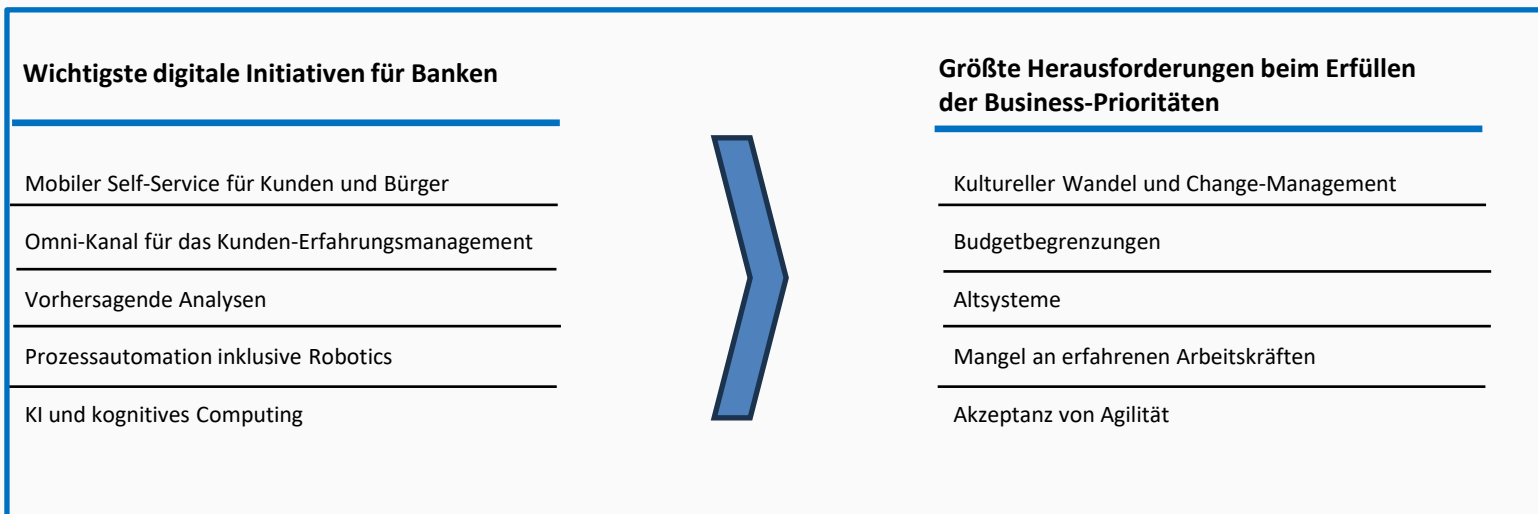 Wichtigste digitale Initiativen für Banken
Mobiler Self-Service für Kunden und Bürger
Omni-Kanal für das Kunden-Erfahrungsmanagement
Vorhersagende Analysen
Prozessautomation inklusive Robotics
KI und kognitives Computing
Größte Herausforderungen beim Erfüllen
der Business-Prioritäten
Kultureller Wandel und Change-Management
Budgetbegrenzungen
Altsysteme
Mangel an erfahrenen Arbeitskräften
Akzeptanz von Agilität